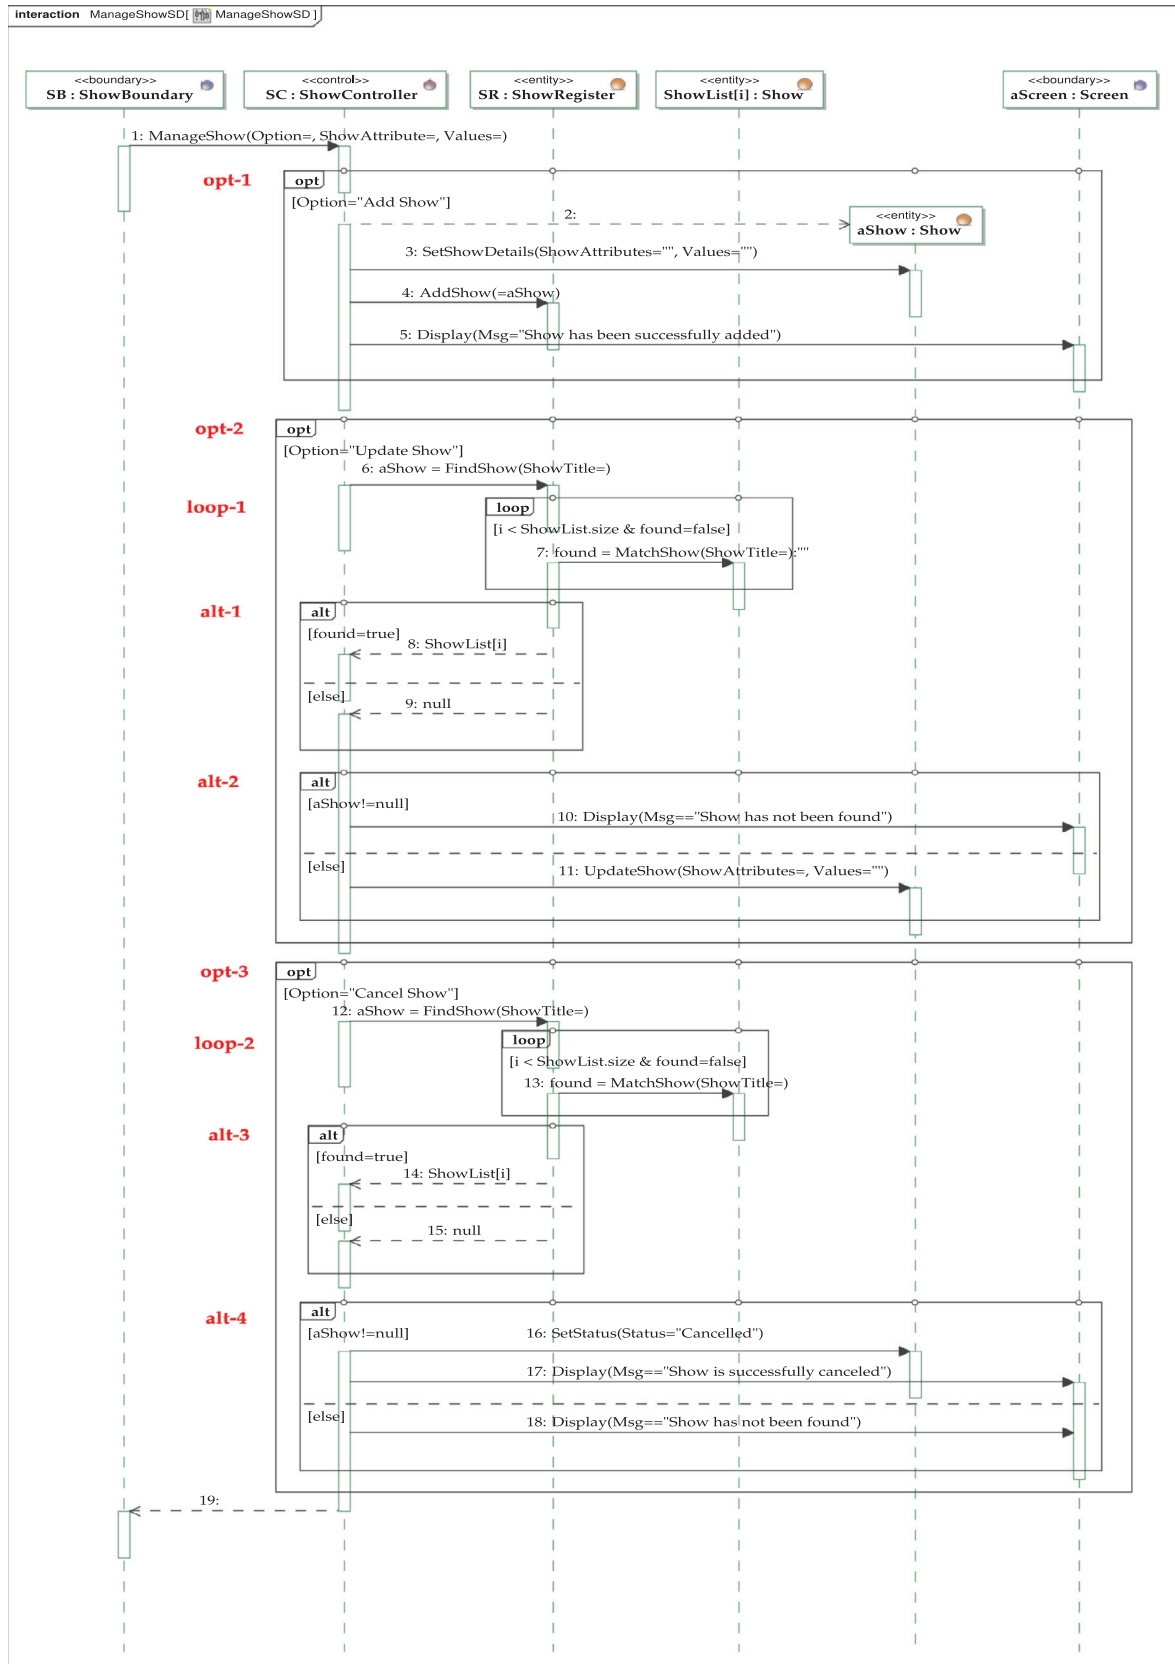 interaction ManageShowSD[ ManageShowSD ]
<<boundary>>
SB : ShowBoundary
<<control>>
SC : ShowController
<<entity>>
SR : ShowRegister
<<entity>>
ShowList[i] : Show
<<boundary>>
aScreen : Screen
1: ManageShow(Option=, ShowAttribute=, Values=)
opt-1
opt
[Option="Add Show"]
2:
<<entity>>
aShow : Show
3: SetShowDetails(ShowAttributes="", Values="")
4: AddShow(=aShow)
5: Display(Msg="Show has been successfully added")
opt-2
opt
[Option="Update Show"]
6: aShow = FindShow(ShowTitle=)
loop-1
loop
[i < ShowList.size & found=false]
7: found = MatchShow(ShowTitle=):""
alt-1
alt
[found=true]
8: ShowList[i]
[else]
9: null
alt-2
alt
[aShow!=null]
10: Display(Msg=="Show has not been found")
[else]
11: UpdateShow(ShowAttributes=, Values="")
opt-3
opt
[Option="Cancel Show"]
12: aShow = FindShow(ShowTitle=)
loop-2
loop
[i < ShowList.size & found=false]
13: found = MatchShow(ShowTitle=)
alt-3
alt
[found=true]
14: ShowList[i]
[else]
15: null
alt-4
alt
[aShow!=null]
16: SetStatus(Status="Cancelled")
17: Display(Msg=="Show is successfully canceled")
[else]
18: Display(Msg=="Show has not been found")
19: